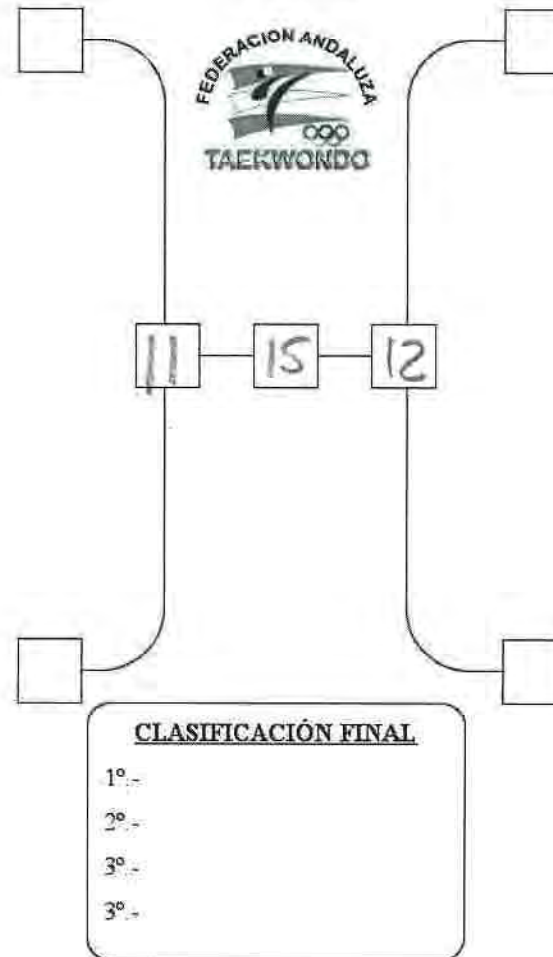 FEDERACION ANDALUZA
TAEKWONDO
11 15 12
CLASIFICACIÓN FINAL
1º.-
2º.-
3º.-
3º.-